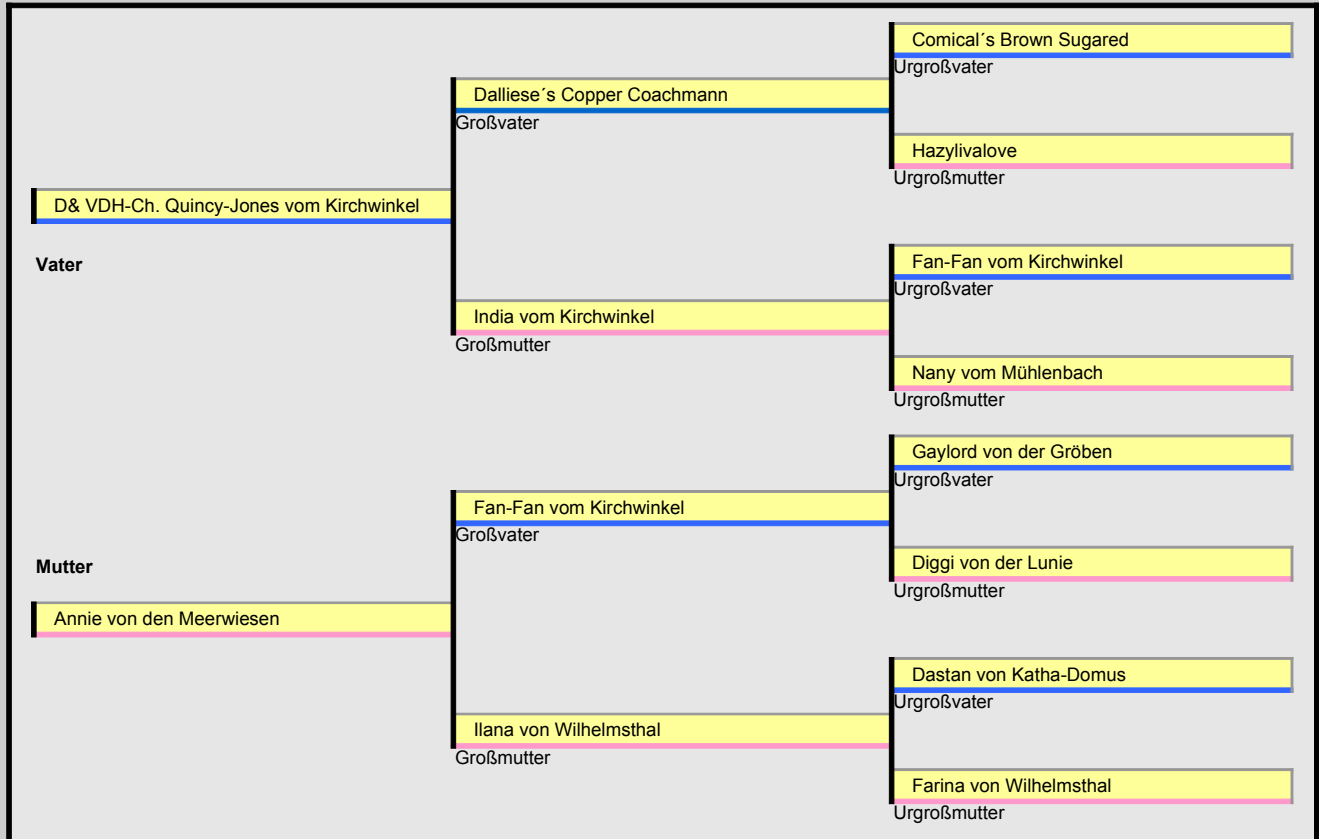 Comical´s Brown Sugared
Urgroßvater
Dalliese´s Copper Coachmann
Großvater
Hazylivalove
Urgroßmutter
D& VDH-Ch. Quincy-Jones vom Kirchwinkel
Vater
Fan-Fan vom Kirchwinkel
Urgroßvater
India vom Kirchwinkel
Großmutter
Nany vom Mühlenbach
Urgroßmutter
Gaylord von der Gröben
Urgroßvater
Fan-Fan vom Kirchwinkel
Großvater
Diggi von der Lunie
Urgroßmutter
Mutter
Annie von den Meerwiesen
Dastan von Katha-Domus
Urgroßvater
Ilana von Wilhelmsthal
Großmutter
Farina von Wilhelmsthal
Urgroßmutter